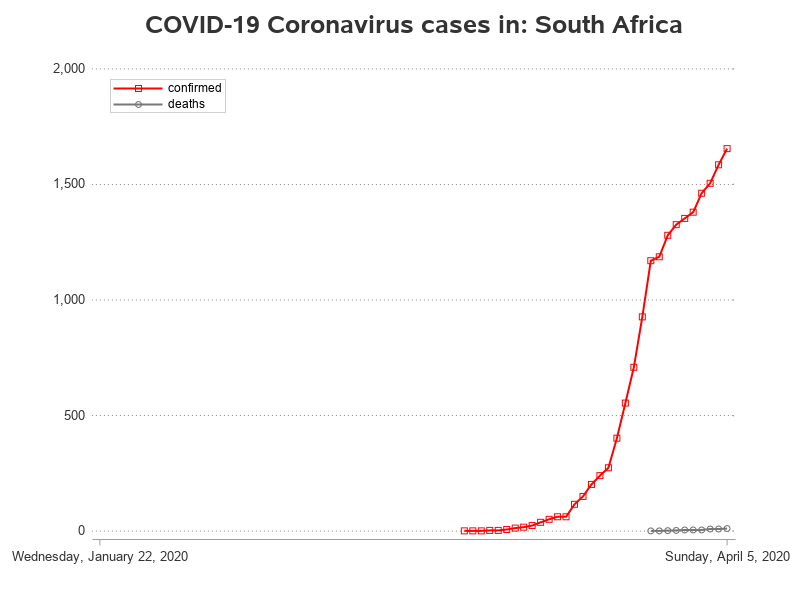 COVID-19 Coronavirus cases in: South Africa
2,000
confirmed
deaths
1,500
1,000
500
0
Wednesday, January 22, 2020
Sunday, April 5, 2020